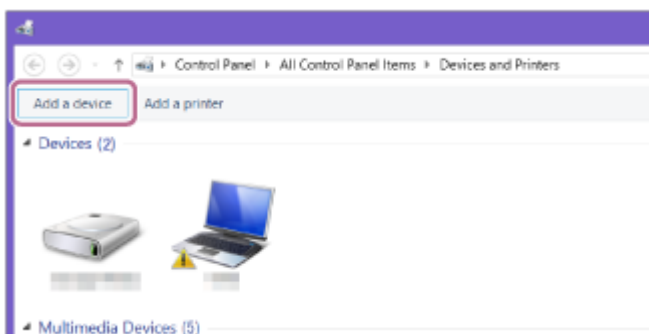 Control Panel All Control Panel Items Devices and Printers
Add a device Add a printer
Devices (2)
Multimedia Devices (5)